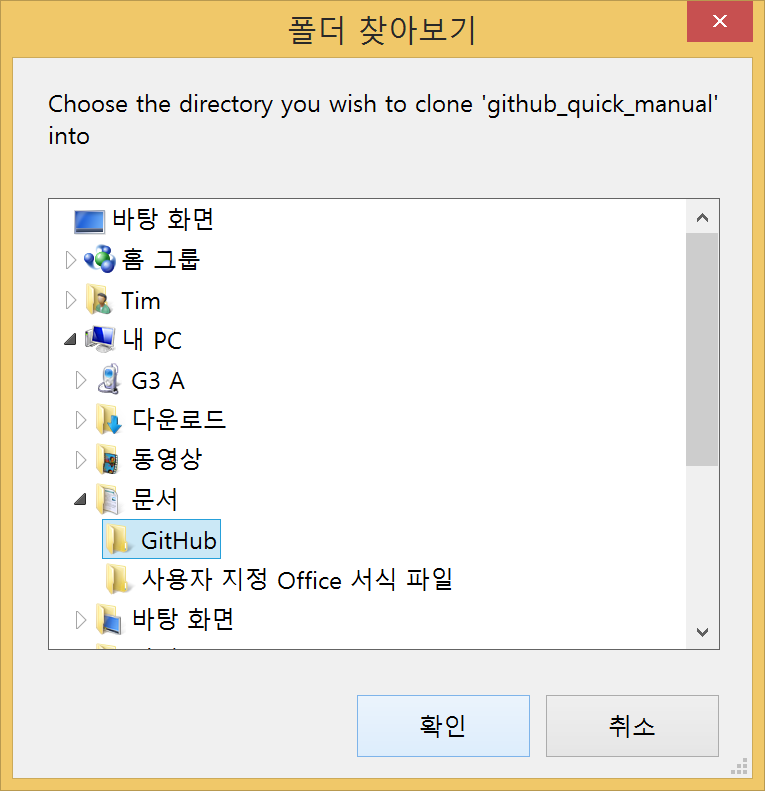 폴더 찾아보기
Choose the directory you wish to clone 'github_quick_manual'
into
바탕 화면
홈 그룹
Tim
내 PC
G3 A
다운로드
동영상
문서
GitHub
사용자 지정 Office 서식 파일
바탕 화면
확인
취소